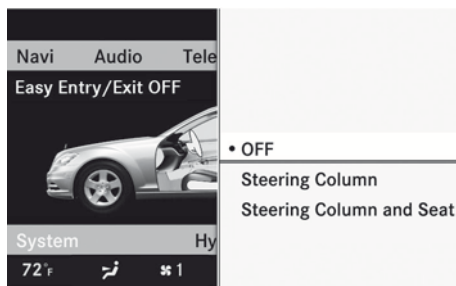 Navi Audio Tele
Easy Entry/Exit OFF
• OFF
Steering Column
Steering Column and Seat
System Hy
72°F 1